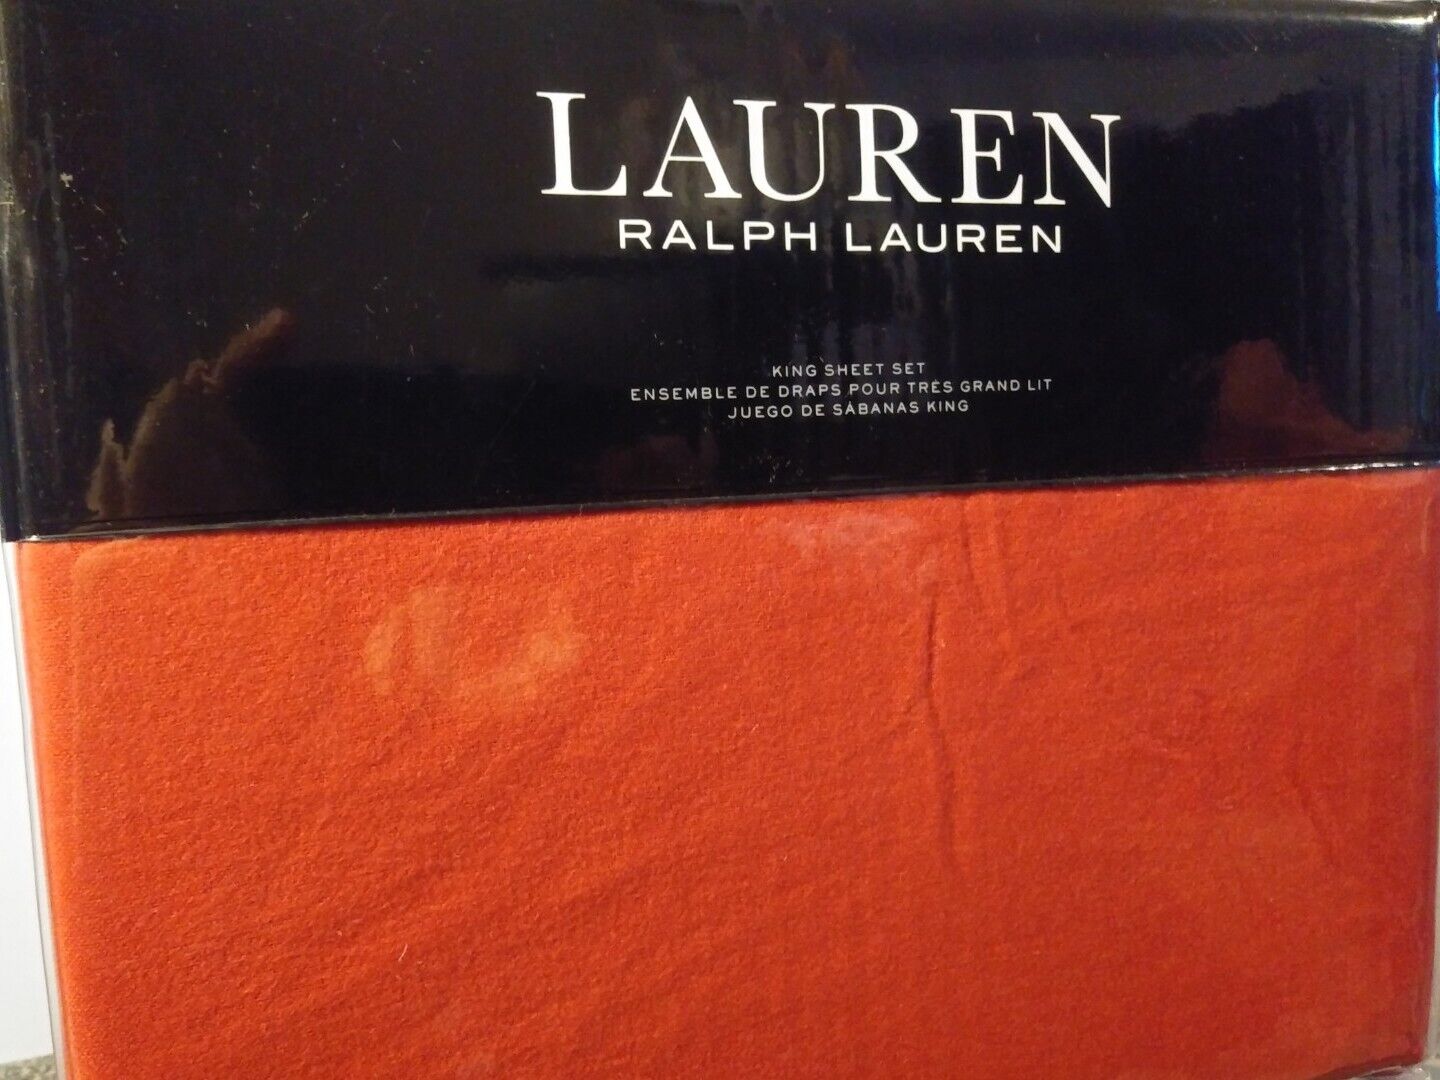 LAUREN
RALPH LAUREN
KING SHEET SET
ENSEMBLE DE DRAPS POUR TRÈS GRAND LIT
JUEGO DE SÁBANAS KING